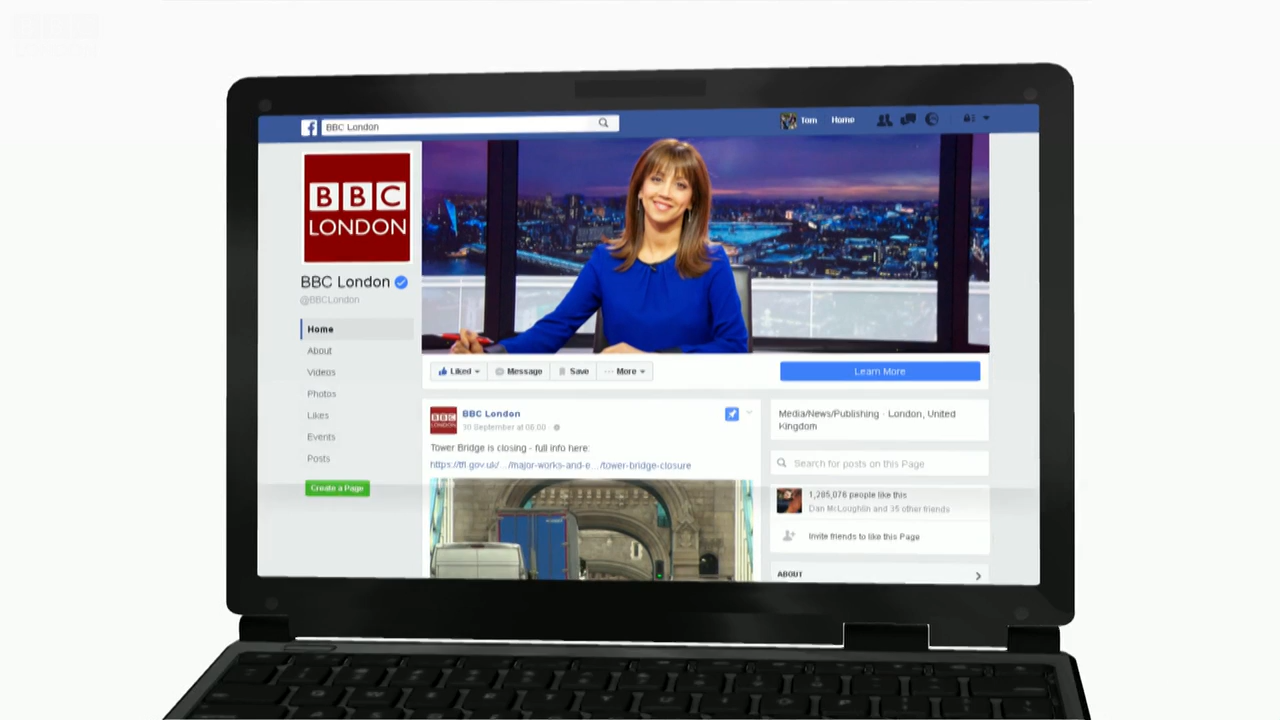 BBC
BBC London
Tom
Home
BBC
LONDON
BBC London
@BBCLondon
Home
About
Videos
Photos
Likes
Events
Posts
Create a Page
Liked
Message
Save
More
Learn More
BBC
LONDON
BBC London
30 September at 06:00
Tower Bridge is closing - full info here:
https://tfl.gov.uk/.../major-works-and-e.../tower-bridge-closure
Media/News/Publishing · London, United
Kingdom
Search for posts on this Page
1,285,076 people like this
Dan McLoughlin and 35 other friends
Invite friends to like this Page
ABOUT